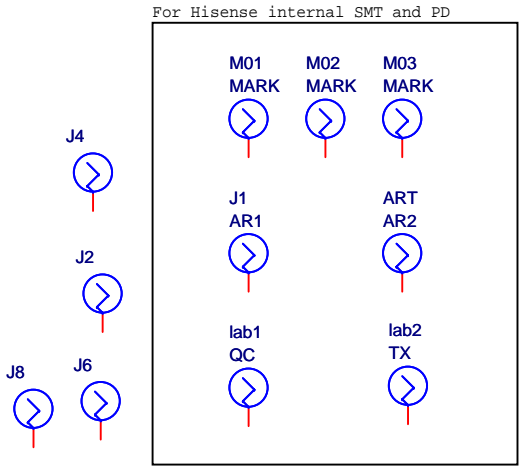 For Hisense internal SMT and PD
M01 M02 M03
MARK MARK MARK
J4
J1 ART
AR1 AR2
J2
lab1 lab2
QC TX
J8 J6